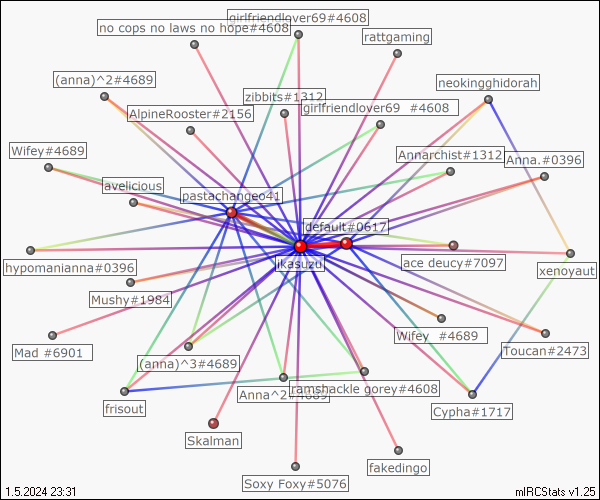 girlfriendlover69#4608
no cops no laws no hope#4608
rattgaming
(anna)^2#4689
neokingghidorah
zibbits#1312
girlfriendlover69 #4608
AlpineRooster#2156
Wifey#4689
Annarchist#1312
Anna.#0396
avelicious
pastachangeo41
default#0617
ikasuzu
ace deucy#7097
hypomanianna#0396
xenoyaut
Mushy#1984
Wifey #4689
Mad #6901
Toucan#2473
(anna)^3#4689
Anna^2#4689
ramshackle gorey#4608
frisout
Cypha#1717
Skalman
fakedingo
Soxy Foxy#5076
1.5.2024 23:31
mIRCStats v1.25